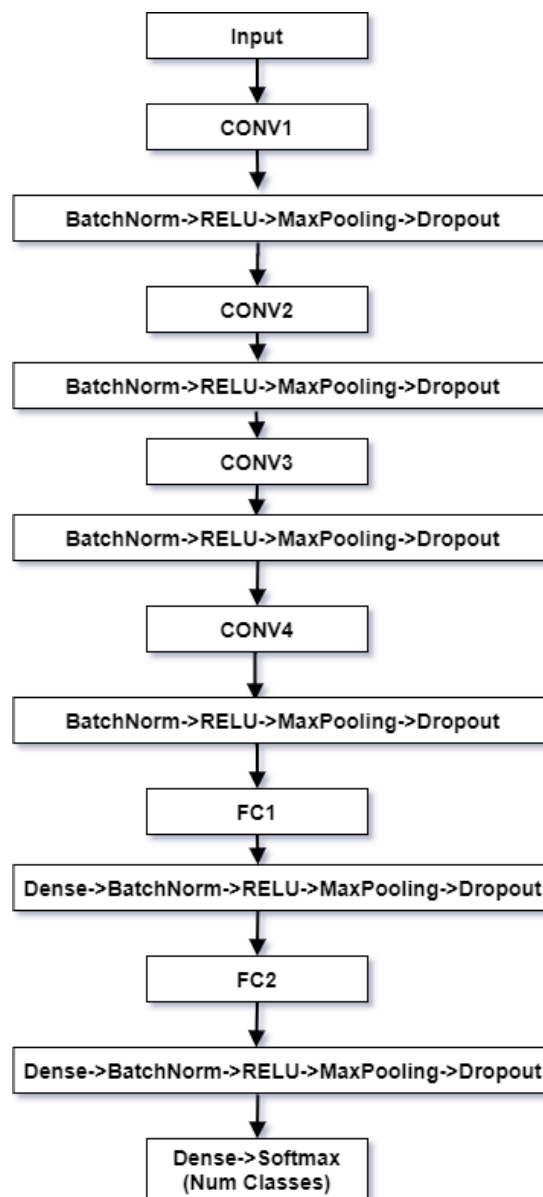 Input
CONV1
BatchNorm->RELU->MaxPooling->Dropout
CONV2
BatchNorm->RELU->MaxPooling->Dropout
CONV3
BatchNorm->RELU->MaxPooling->Dropout
CONV4
BatchNorm->RELU->MaxPooling->Dropout
FC1
Dense->BatchNorm->RELU->MaxPooling->Dropout
FC2
Dense->BatchNorm->RELU->MaxPooling->Dropout
Dense->Softmax
(Num Classes)